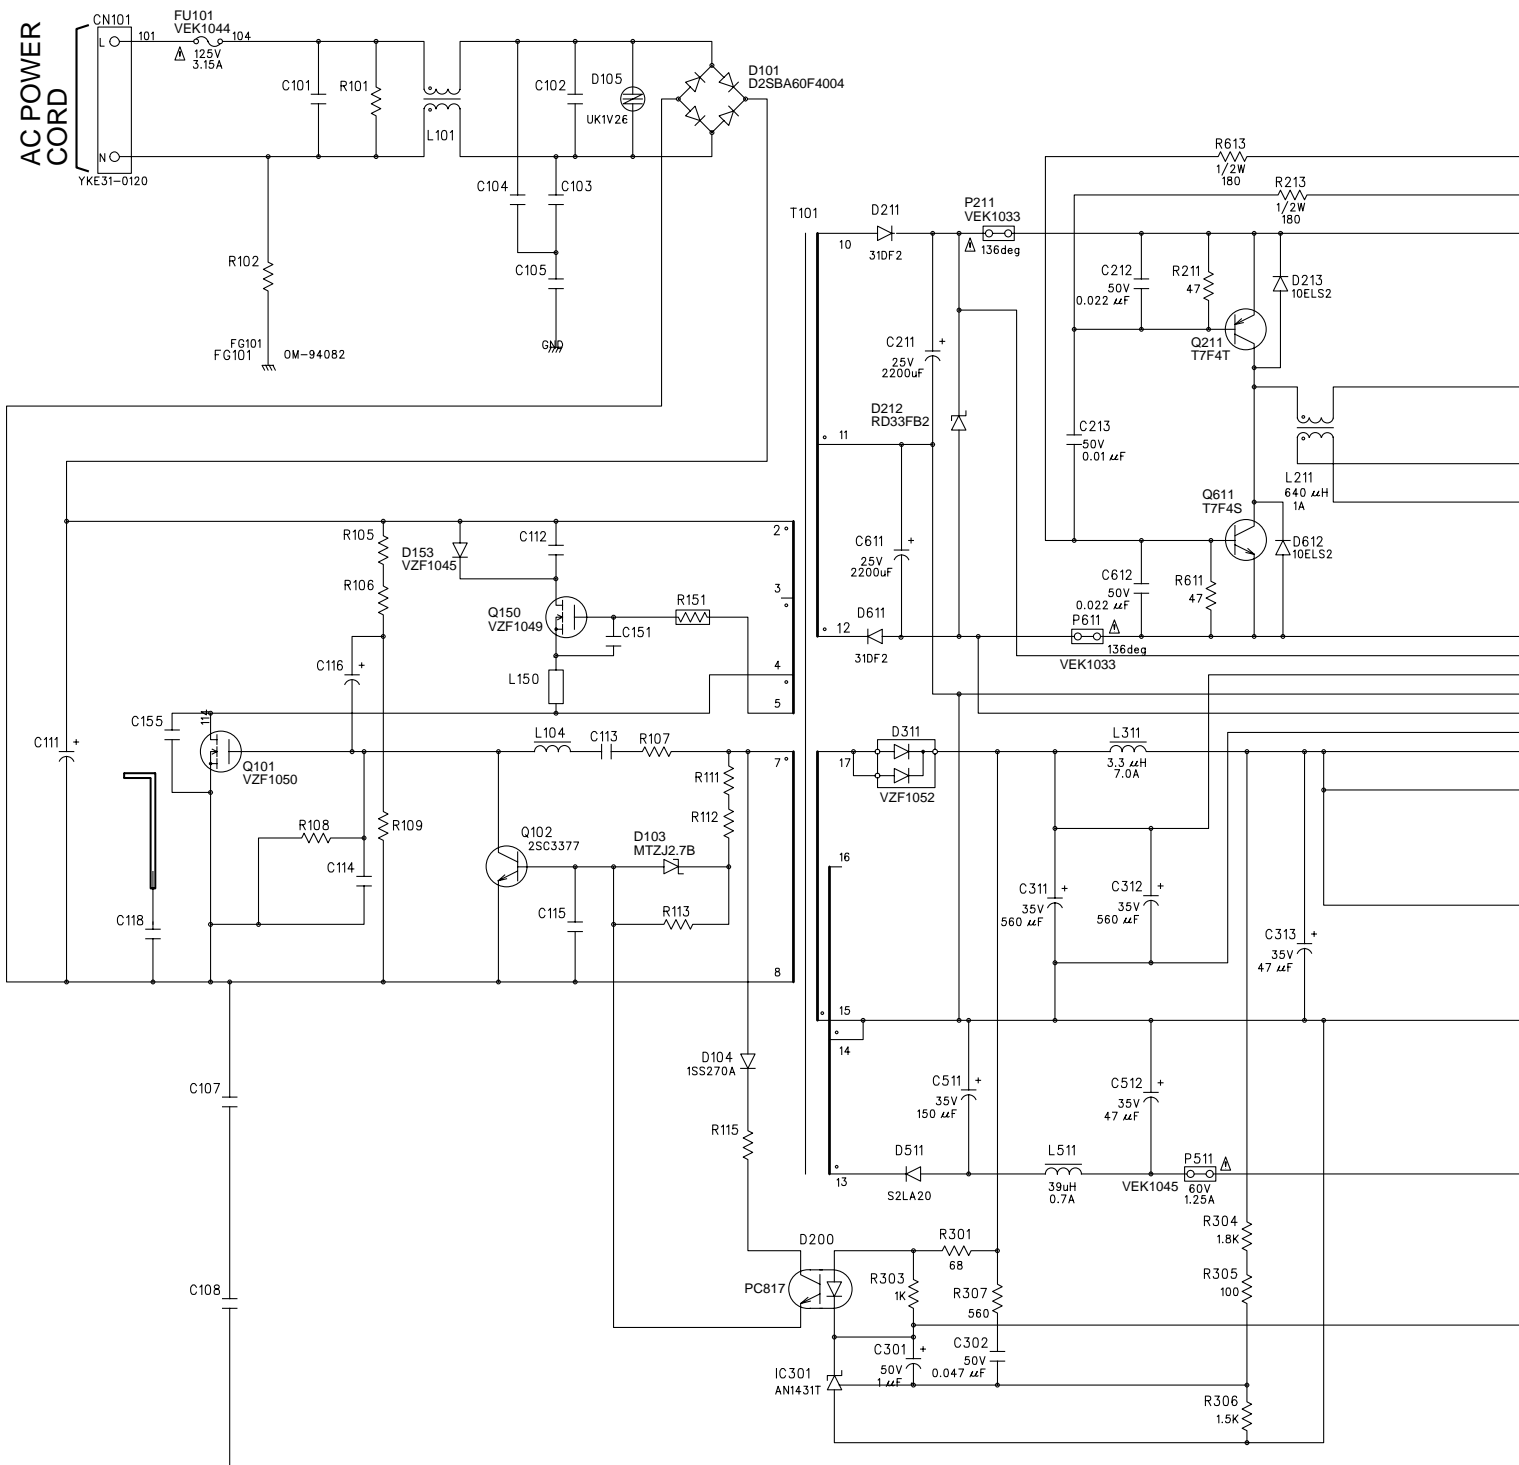 AC POWER
CORD
CN101
L
N
YKE31-0120
101
FU101
VEK1044
104
125V
3.15A
C101
R101
L101
C102
D105
UK1V26
D101
D2SBA60F4004
C104
C103
C105
GND
R102
FG101
FG101
OM-94082
T101
10
D211
31DF2
P211
VEK1033
136deg
R613
1/2W
180
R213
1/2W
180
C212
50V
0.022 µF
R211
47
D213
10ELS2
Q211
T7F4T
C211
25V
2200uF
D212
RD33FB2
11
C213
50V
0.01 µF
L211
640 µH
1A
Q611
T7F4S
D612
10ELS2
C611
25V
2200uF
C612
50V
0.022 µF
R611
47
12
D611
31DF2
P611
136deg
VEK1033
2
3
4
5
R105
R106
D153
VZF1045
C112
Q150
VZF1049
C151
R151
L150
C116
C155
114
C111
Q101
VZF1050
L104
C113
R107
7
R111
R112
R108
R109
C114
Q102
2SC3377
D103
MTZJ2.7B
R113
C115
C118
8
17
D311
VZF1052
L311
3.3 µH
7.0A
16
C311
35V
560 µF
C312
35V
560 µF
C313
35V
47 µF
15
14
13
C107
C108
D104
1SS270A
R115
C511
35V
150 µF
C512
35V
47 µF
D511
S2LA20
L511
39uH
0.7A
VEK1045
P511
60V
1.25A
D200
PC817
R301
68
R303
1K
R307
560
R304
1.8K
R305
100
C301
50V
1 µF
C302
50V
0.047 µF
IC301
AN1431T
R306
1.5K